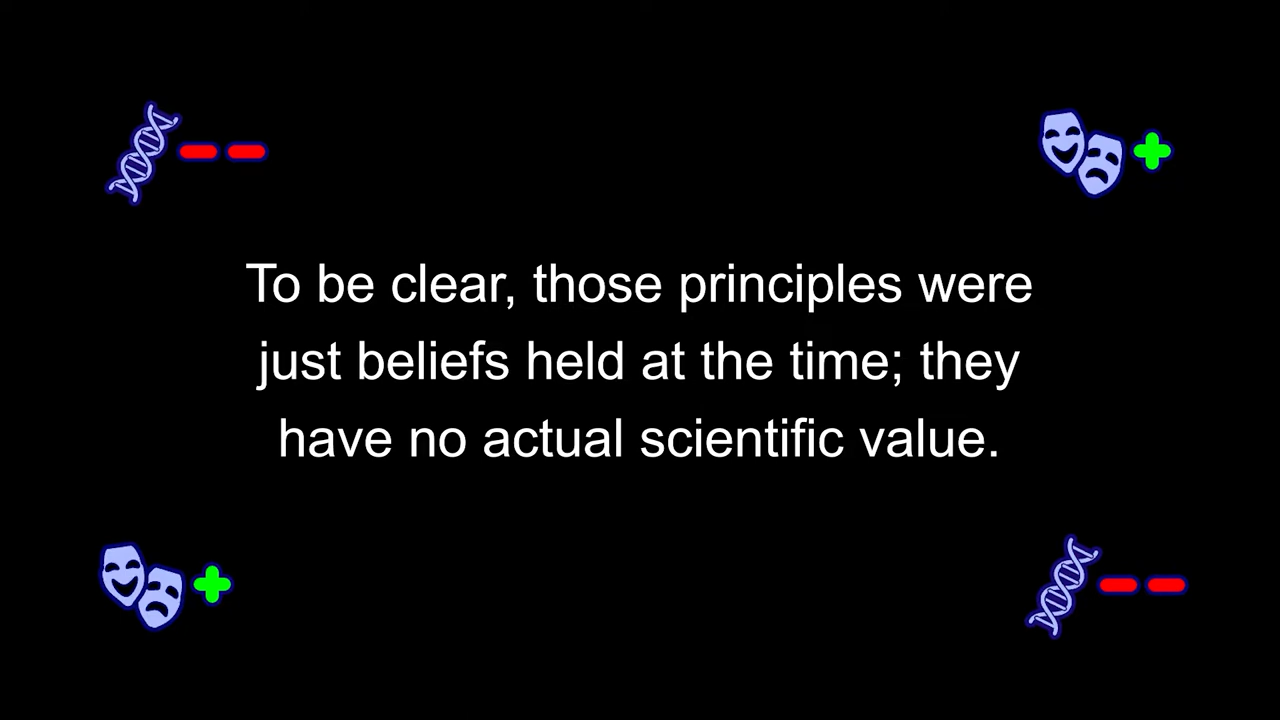 To be clear, those principles were
just beliefs held at the time; they
have no actual scientific value.